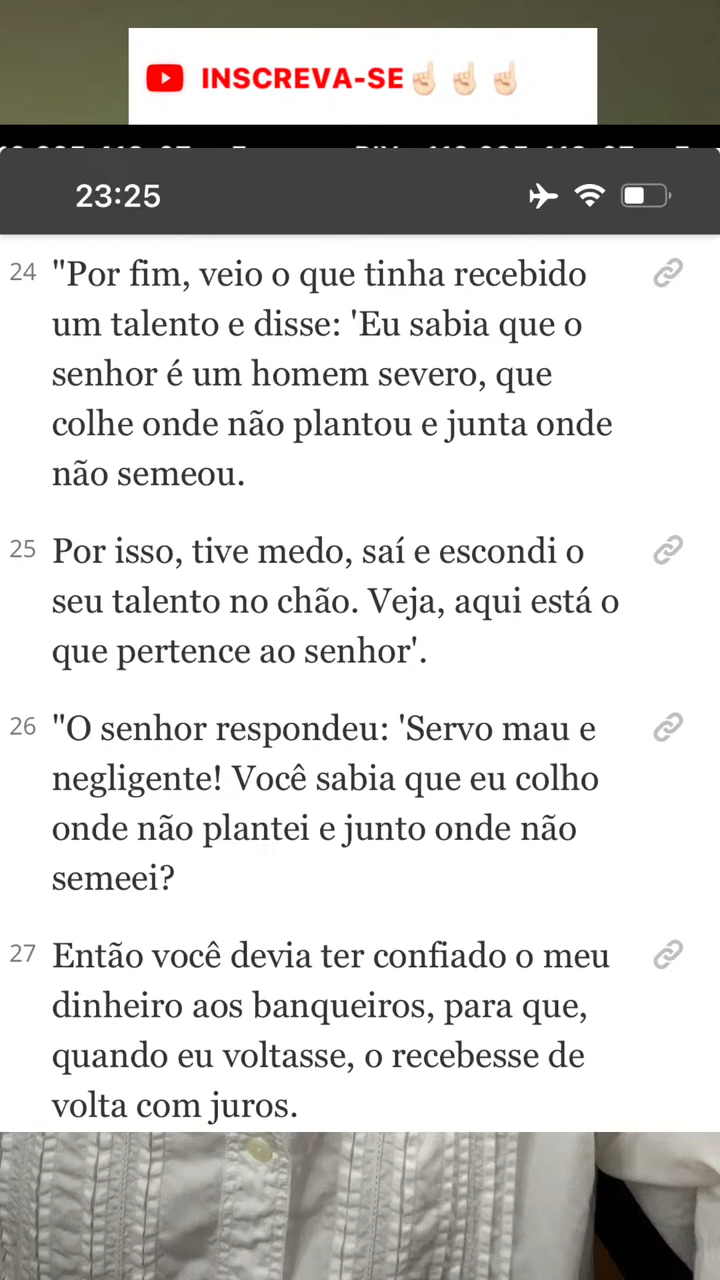 INSCREVA-SE☝🏻☝🏻☝🏻
23:25
24 "Por fim, veio o que tinha recebido
um talento e disse: 'Eu sabia que o
senhor é um homem severo, que
colhe onde não plantou e junta onde
não semeou.
25 Por isso, tive medo, saí e escondi o
seu talento no chão. Veja, aqui está o
que pertence ao senhor'.
26 "O senhor respondeu: 'Servo mau e
negligente! Você sabia que eu colho
onde não plantei e junto onde não
semeei?
27 Então você devia ter confiado o meu
dinheiro aos banqueiros, para que,
quando eu voltasse, o recebesse de
volta com juros.